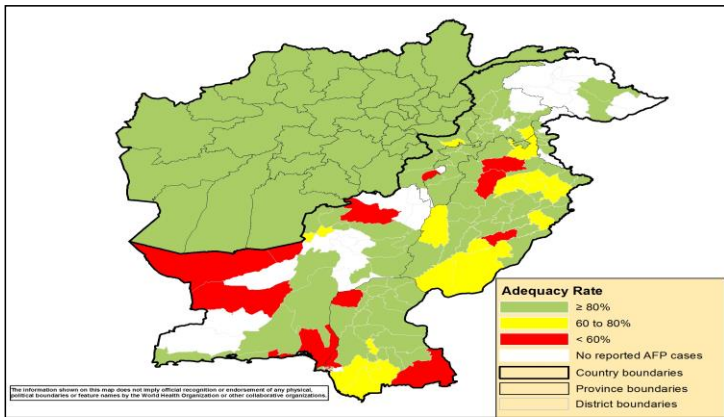 Adequacy Rate
≥ 80%
60 to 80%
< 60%
No reported AFP cases
Country boundaries
Province boundaries
District boundaries
The information shown on this map does not imply official recognition or endorsement of any physical,
political boundaries or feature names by the World Health Organization or other collaborative organizations.